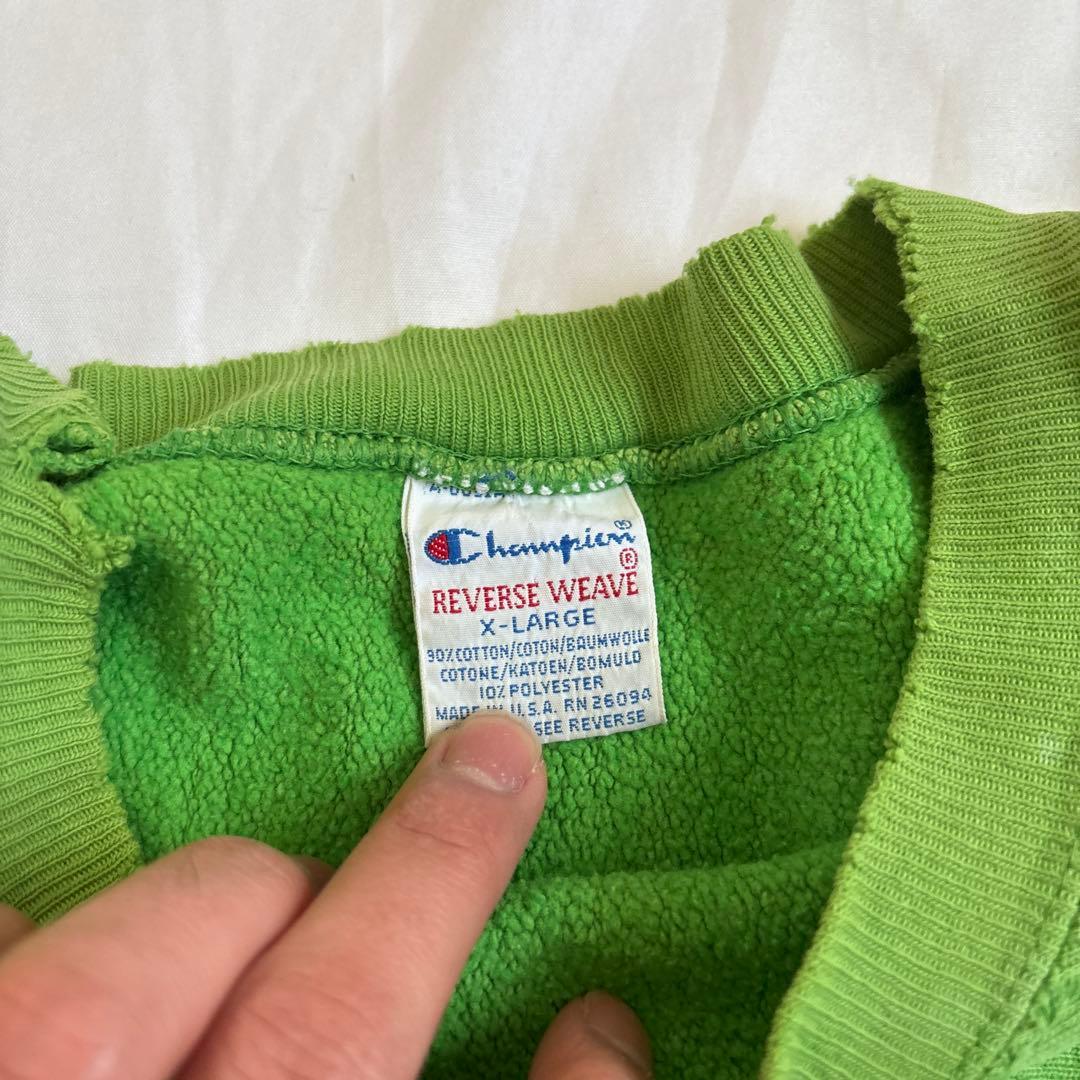 Champion®
®
REVERSE WEAVE
X-LARGE
90% COTTON/COTON/BAUMWOLLE
COTONE/KATOEN/BOMULD
10% POLYESTER
MADE IN U.S.A. RN 26094
SEE REVERSE